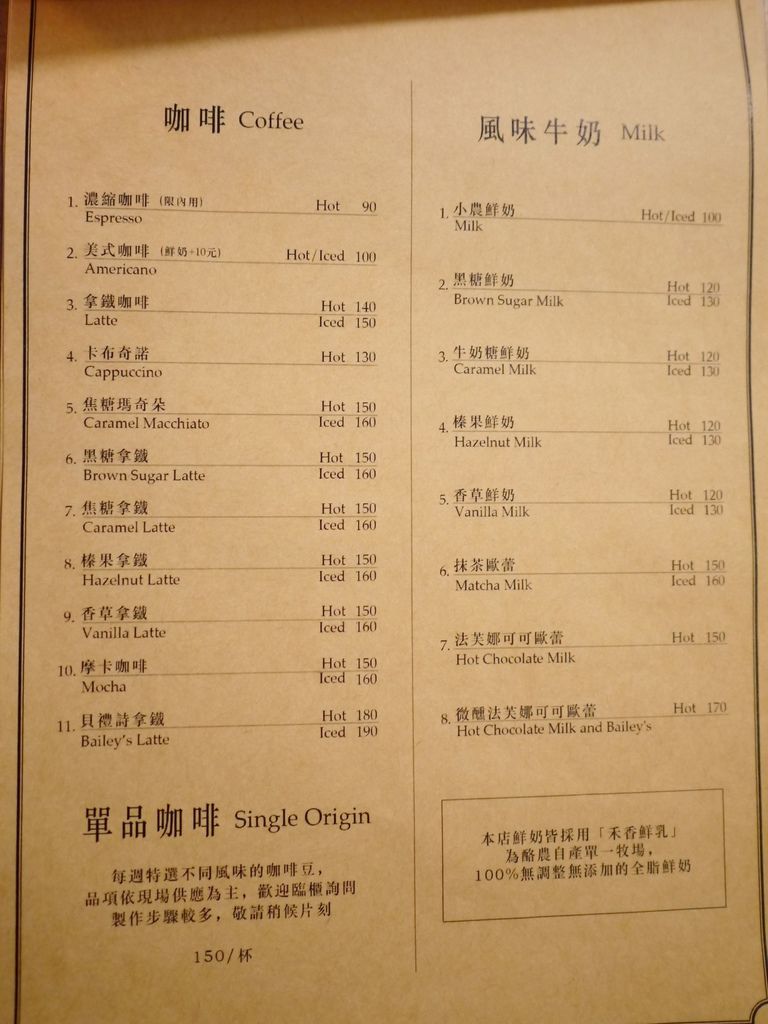 咖啡 Coffee
1. 濃縮咖啡 (限內用) Hot 90
Espresso
2. 美式咖啡 (鮮奶+10元) Hot/Iced 100
Americano
3. 拿鐵咖啡 Hot 140
Latte Iced 150
4. 卡布奇諾 Hot 130
Cappuccino
5. 焦糖瑪奇朵 Hot 150
Caramel Macchiato Iced 160
6. 黑糖拿鐵 Hot 150
Brown Sugar Latte Iced 160
7. 焦糖拿鐵 Hot 150
Caramel Latte Iced 160
8. 榛果拿鐵 Hot 150
Hazelnut Latte Iced 160
9. 香草拿鐵 Hot 150
Vanilla Latte Iced 160
10. 摩卡咖啡 Hot 150
Mocha Iced 160
11. 貝禮詩拿鐵 Hot 180
Bailey's Latte Iced 190
單品咖啡 Single Origin
每週特選不同風味的咖啡豆，
品項依現場供應為主，歡迎臨櫃詢問
製作步驟較多，敬請稍候片刻
150/杯
風味牛奶 Milk
1. 小農鮮奶 Hot/Iced 100
Milk
2. 黑糖鮮奶 Hot 120
Brown Sugar Milk Iced 130
3. 牛奶糖鮮奶 Hot 120
Caramel Milk Iced 130
4. 榛果鮮奶 Hot 120
Hazelnut Milk Iced 130
5. 香草鮮奶 Hot 120
Vanilla Milk Iced 130
6. 抹茶歐蕾 Hot 150
Matcha Milk Iced 160
7. 法芙娜可可歐蕾 Hot 150
Hot Chocolate Milk
8. 微醺法芙娜可可歐蕾 Hot 170
Hot Chocolate Milk and Bailey's
本店鮮奶皆採用「禾香鮮乳」
為酪農自產單一牧場，
100%無調整無添加的全脂鮮奶